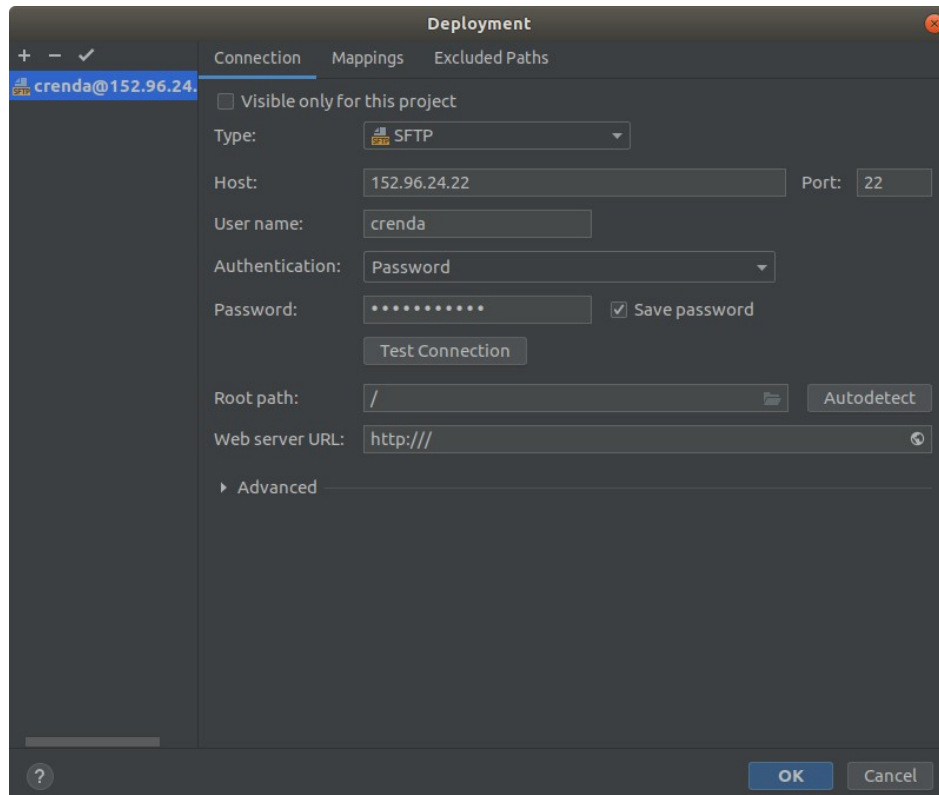 Deployment
Connection Mappings Excluded Paths
crenda@152.96.24.
Visible only for this project
Type: SFTP
Host: 152.96.24.22 Port: 22
User name: crenda
Authentication: Password
Password: ••••••••••• Save password
Test Connection
Root path: / Autodetect
Web server URL: http:///
Advanced
? OK Cancel